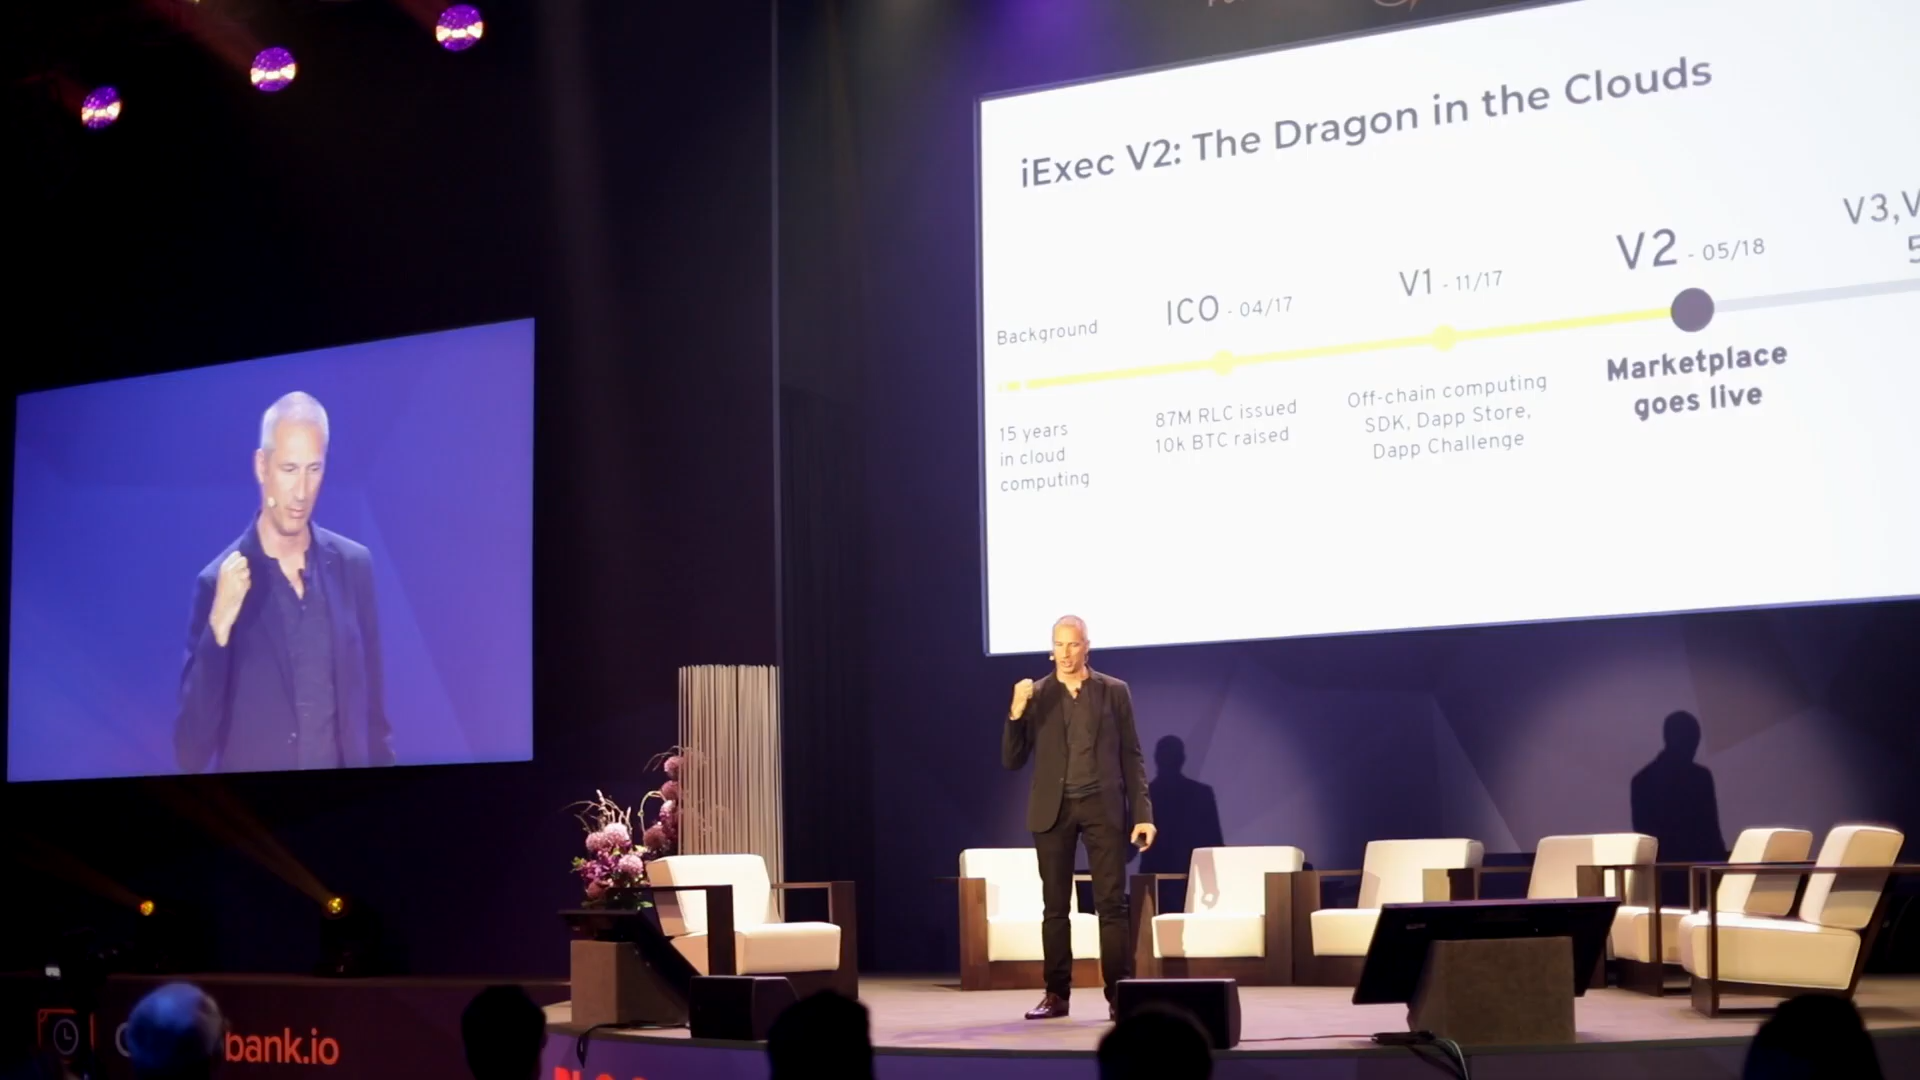 iExec V2: The Dragon in the Clouds
Background
15 years
in cloud
computing
ICO - 04/17
87M RLC issued
10k BTC raised
V1 - 11/17
Off-chain computing
SDK, Dapp Store,
Dapp Challenge
V2 - 05/18
Marketplace
goes live
V3,V
5
bank.io